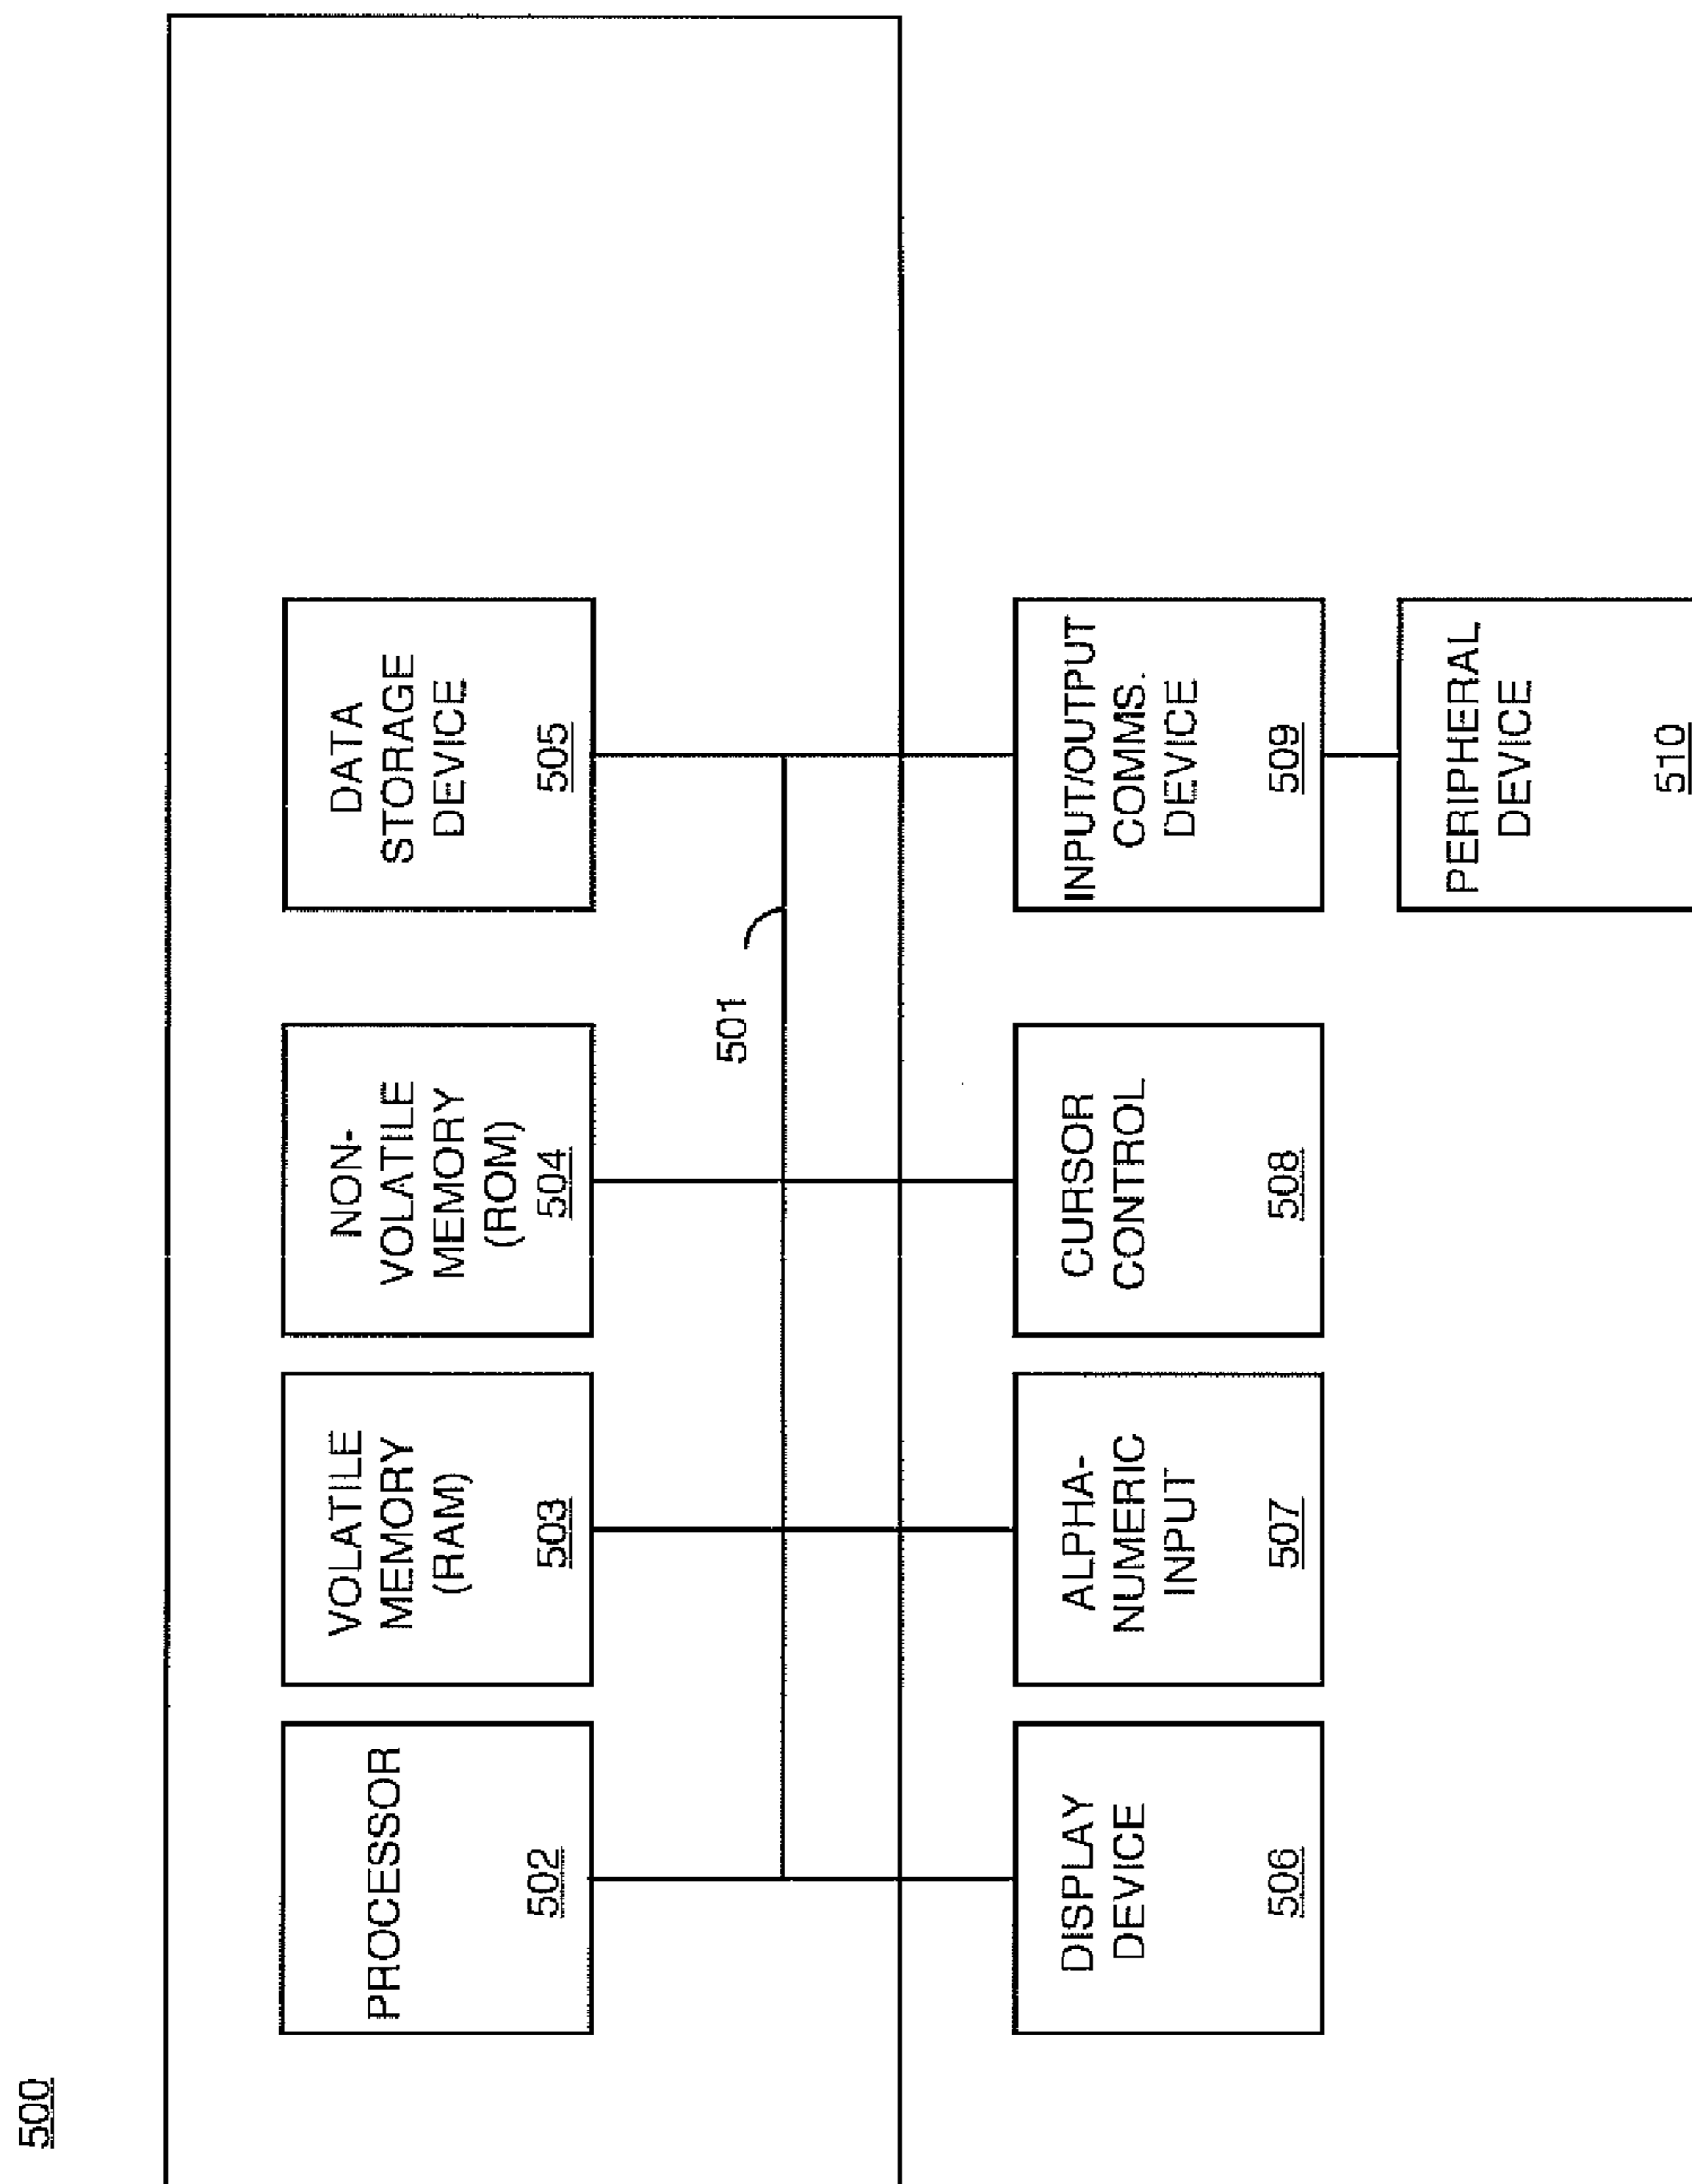 500
PROCESSOR
502
VOLATILE
MEMORY
(RAM)
503
NON-
VOLATILE
MEMORY
(ROM)
504
DATA
STORAGE
DEVICE
505
501
DISPLAY
DEVICE
506
ALPHA-
NUMERIC
INPUT
507
CURSOR
CONTROL
508
INPUT/OUTPUT
COMMS.
DEVICE
509
PERIPHERAL
DEVICE
510